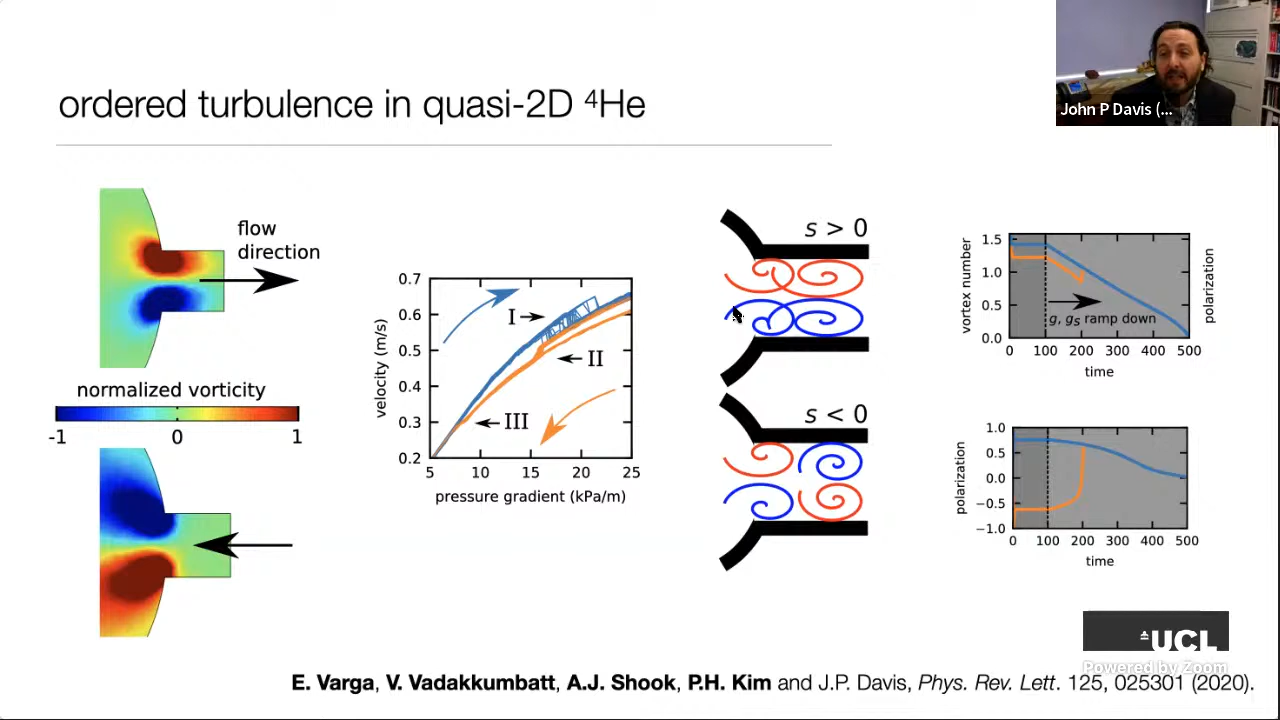 John P Davis (...
ordered turbulence in quasi-2D ⁴He
flow
direction
normalized vorticity
-1 0 1
0.7
0.6
0.5
0.4
0.3
0.2
velocity (m/s)
I
II
III
5 10 15 20 25
pressure gradient (kPa/m)
s > 0
s < 0
vortex number
1.5
1.0
0.5
0.0
g, gs ramp down
polarization
0 100 200 300 400 500
time
polarization
1.0
0.5
0.0
−0.5
−1.0
0 100 200 300 400 500
time
UCL
Powered by Zoom
E. Varga, V. Vadakkumbatt, A.J. Shook, P.H. Kim and J.P. Davis, Phys. Rev. Lett. 125, 025301 (2020).